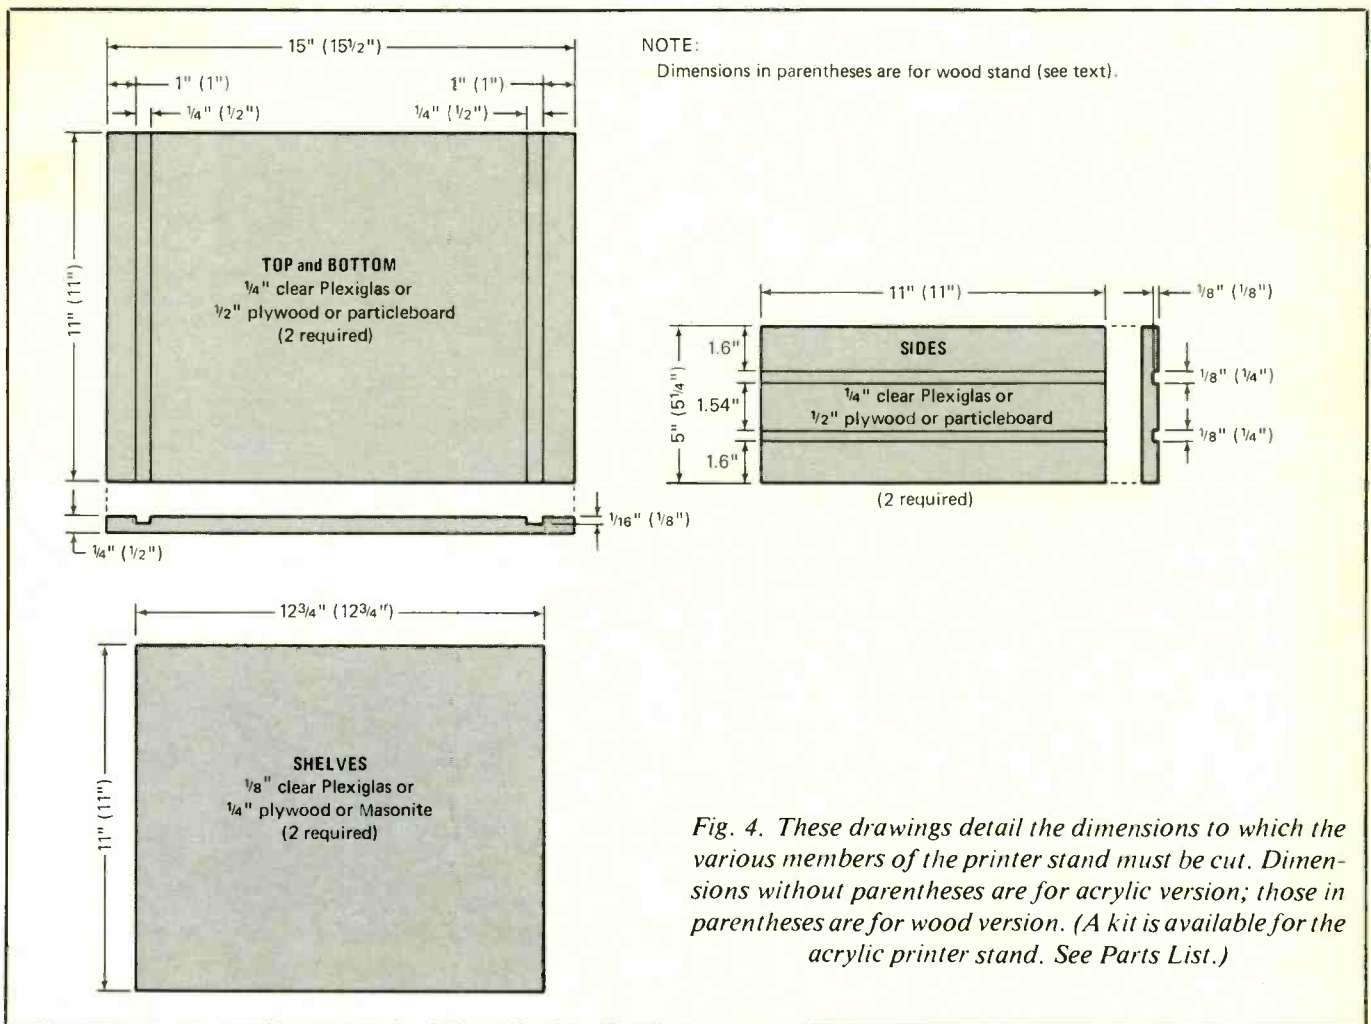 15" (15½")
NOTE:
Dimensions in parentheses are for wood stand (see text).
1" (1")
1" (1")
¼" (½")
¼" (½")
11" (11")
TOP and BOTTOM
¼" clear Plexiglas or
½" plywood or particleboard
(2 required)
1/16" (⅛")
¼" (½")
11" (11")
⅛" (⅛")
5" (5¼")
1.6"
SIDES
⅛" (¼")
1.54"
¼" clear Plexiglas or
½" plywood or particleboard
⅛" (¼")
1.6"
(2 required)
12¾" (12¾")
11" (11")
SHELVES
⅛" clear Plexiglas or
¼" plywood or Masonite
(2 required)
Fig. 4. These drawings detail the dimensions to which the
various members of the printer stand must be cut. Dimen-
sions without parentheses are for acrylic version; those in
parentheses are for wood version. (A kit is available for the
acrylic printer stand. See Parts List.)